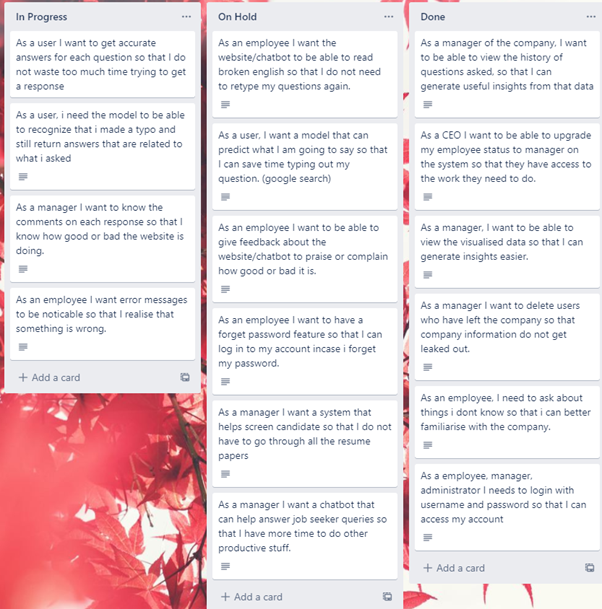 In Progress
As a user I want to get accurate
answers for each question so that I do
not waste too much time trying to get
a response
As a user, i need the model to be able
to recognize that i made a typo and
still return answers that are related to
what i asked
As a manager I want to know the
comments on each response so that I
know how good or bad the website is
doing.
As an employee I want error messages
to be noticable so that I realise that
something is wrong.
+ Add a card
On Hold
As an employee I want the
website/chatbot to be able to read
broken english so that I do not need
to retype my questions again.
As a user, I want a model that can
predict what I am going to say so that
I can save time typing out my
question. (google search)
As an employee I want to be able to
give feedback about the
website/chatbot to praise or complain
how good or bad it is.
As an employee I want to have a
forget password feature so that I can
log in to my account incase i forget
my password.
As a manager I want a system that
helps screen candidate so that I do not
have to go through all the resume
papers
As a manager I want a chatbot that
can help answer job seeker queries so
that I have more time to do other
productive stuff.
+ Add a card
Done
As a manager of the company, I want
to be able to view the history of
questions asked, so that I can
generate useful insights from that data
As a CEO I want to be able to upgrade
my employee status to manager on
the system so that they have access to
the work they need to do.
As a manager, I want to be able to
view the visualised data so that I can
generate insights easier.
As a manager I want to delete users
who have left the company so that
company information do not get
leaked out.
As an employee, I need to ask about
things i dont know so that i can better
familiarise with the company.
As a employee, manager,
administrator I needs to login with
username and password so that I can
access my account
+ Add a card